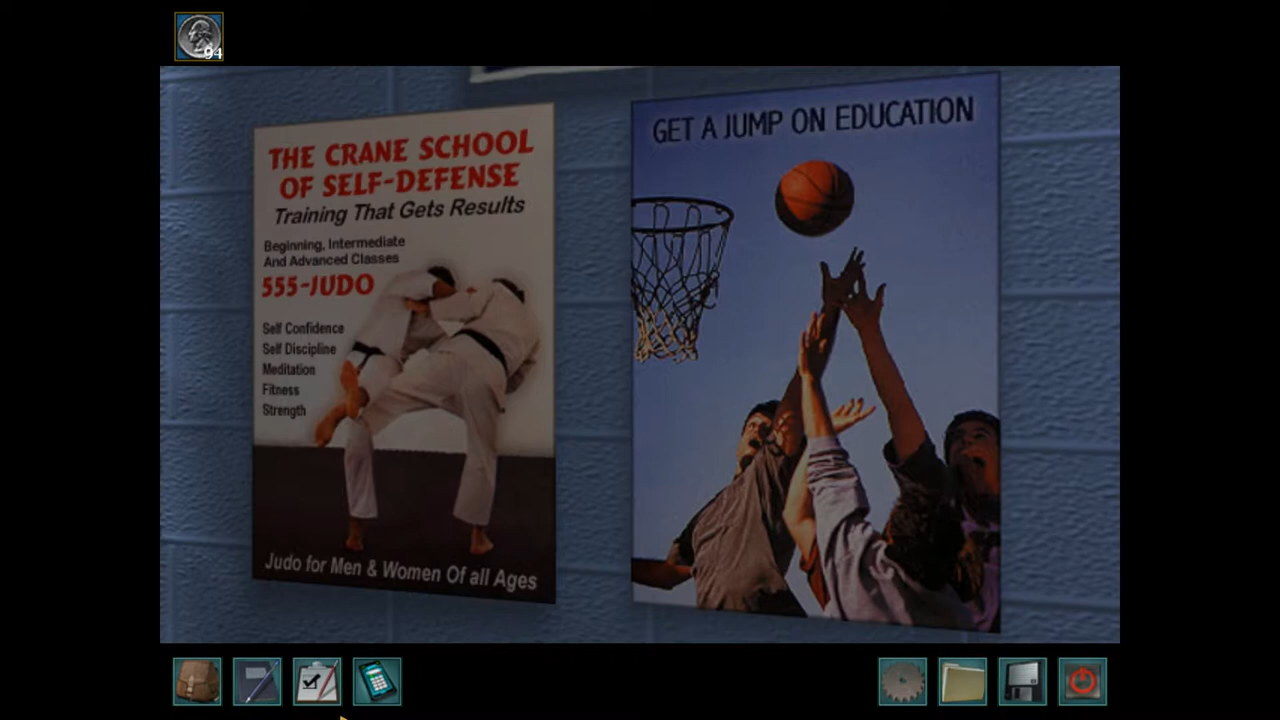 94
THE CRANE SCHOOL
OF SELF-DEFENSE
Training That Gets Results
Beginning, Intermediate
And Advanced Classes
555-JUDO
Self Confidence
Self Discipline
Meditation
Fitness
Strength
Judo for Men & Women Of all Ages
GET A JUMP ON EDUCATION